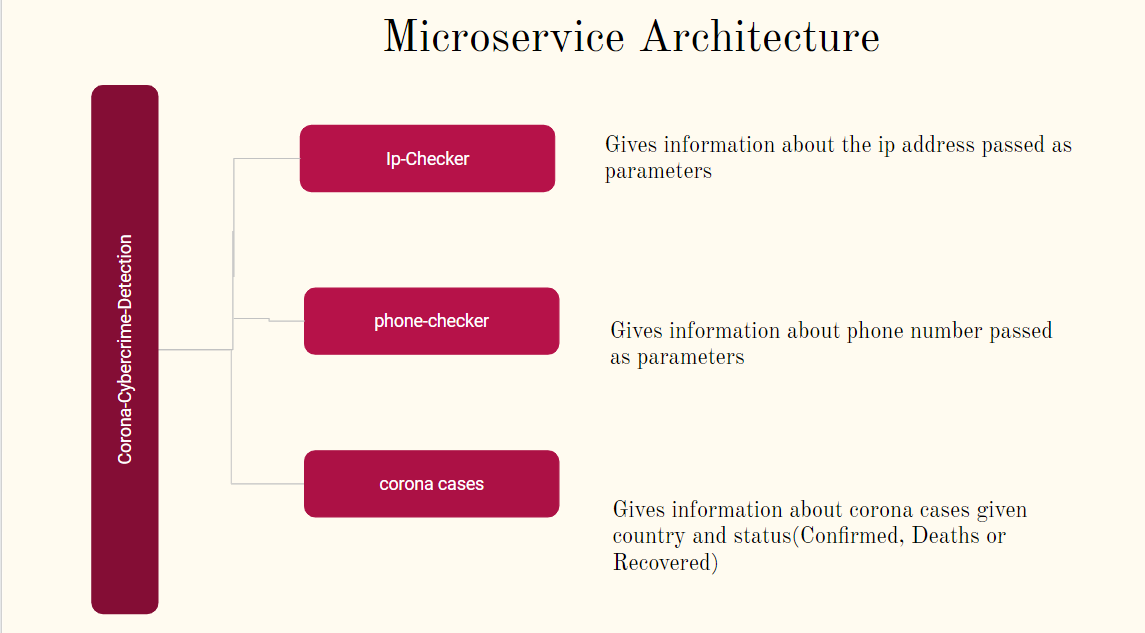 Microservice Architecture
Corona-Cybercrime-Detection
Ip-Checker
Gives information about the ip address passed as
parameters
phone-checker
Gives information about phone number passed
as parameters
corona cases
Gives information about corona cases given
country and status(Confirmed, Deaths or
Recovered)